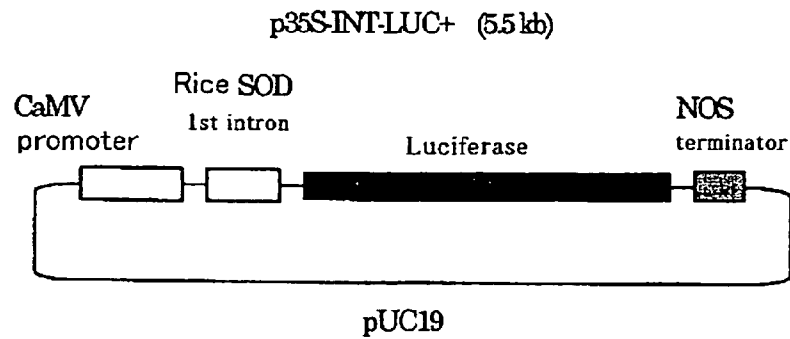 p35S-INT-LUC+ (5.5 kb)
CaMV
promoter
Rice SOD
1st intron
Luciferase
NOS
terminator
pUC19